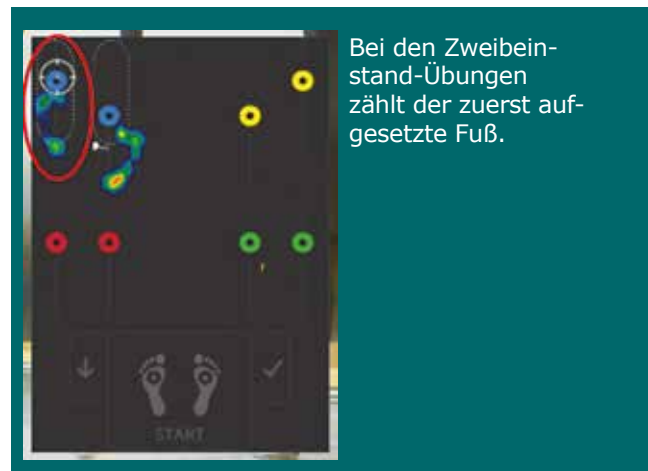 Bei den Zweibein-
stand-Übungen
zählt der zuerst auf-
gesetzte Fuß.
START